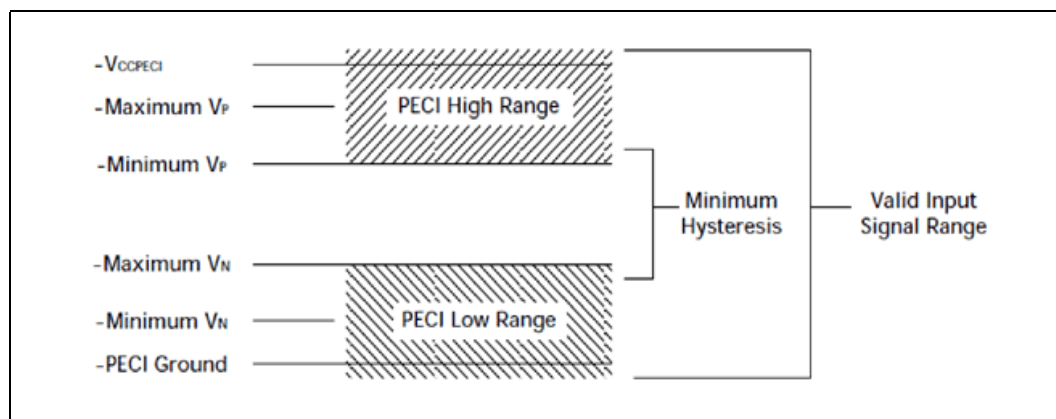 -VCCPECI
-Maximum VP
-Minimum VP
-Maximum VN
-Minimum VN
-PECI Ground
PECI High Range
PECI Low Range
Minimum
Hysteresis
Valid Input
Signal Range